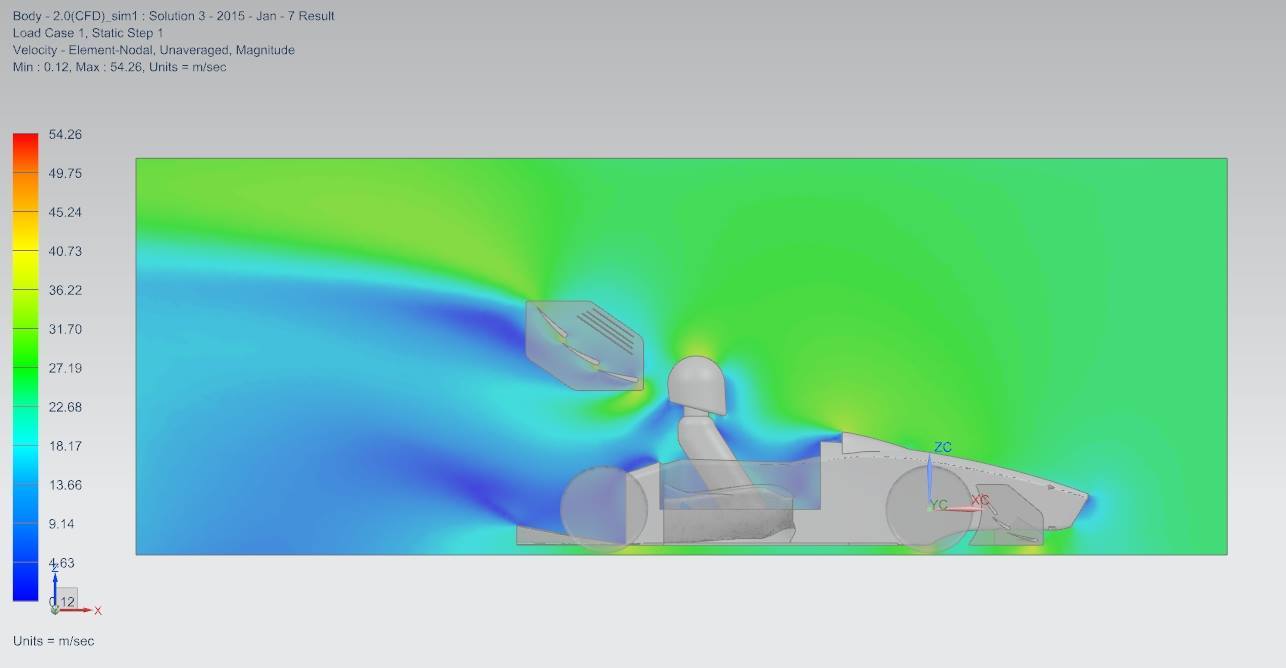 Body - 2.0(CFD)_sim1 : Solution 3 - 2015 - Jan - 7 Result
Load Case 1, Static Step 1
Velocity - Element-Nodal, Unaveraged, Magnitude
Min : 0.12, Max : 54.26, Units = m/sec
54.26
49.75
45.24
40.73
36.22
31.70
27.19
22.68
18.17
13.66
9.14
4.63
0.12
Z
X
Units = m/sec
ZC
YC
XC